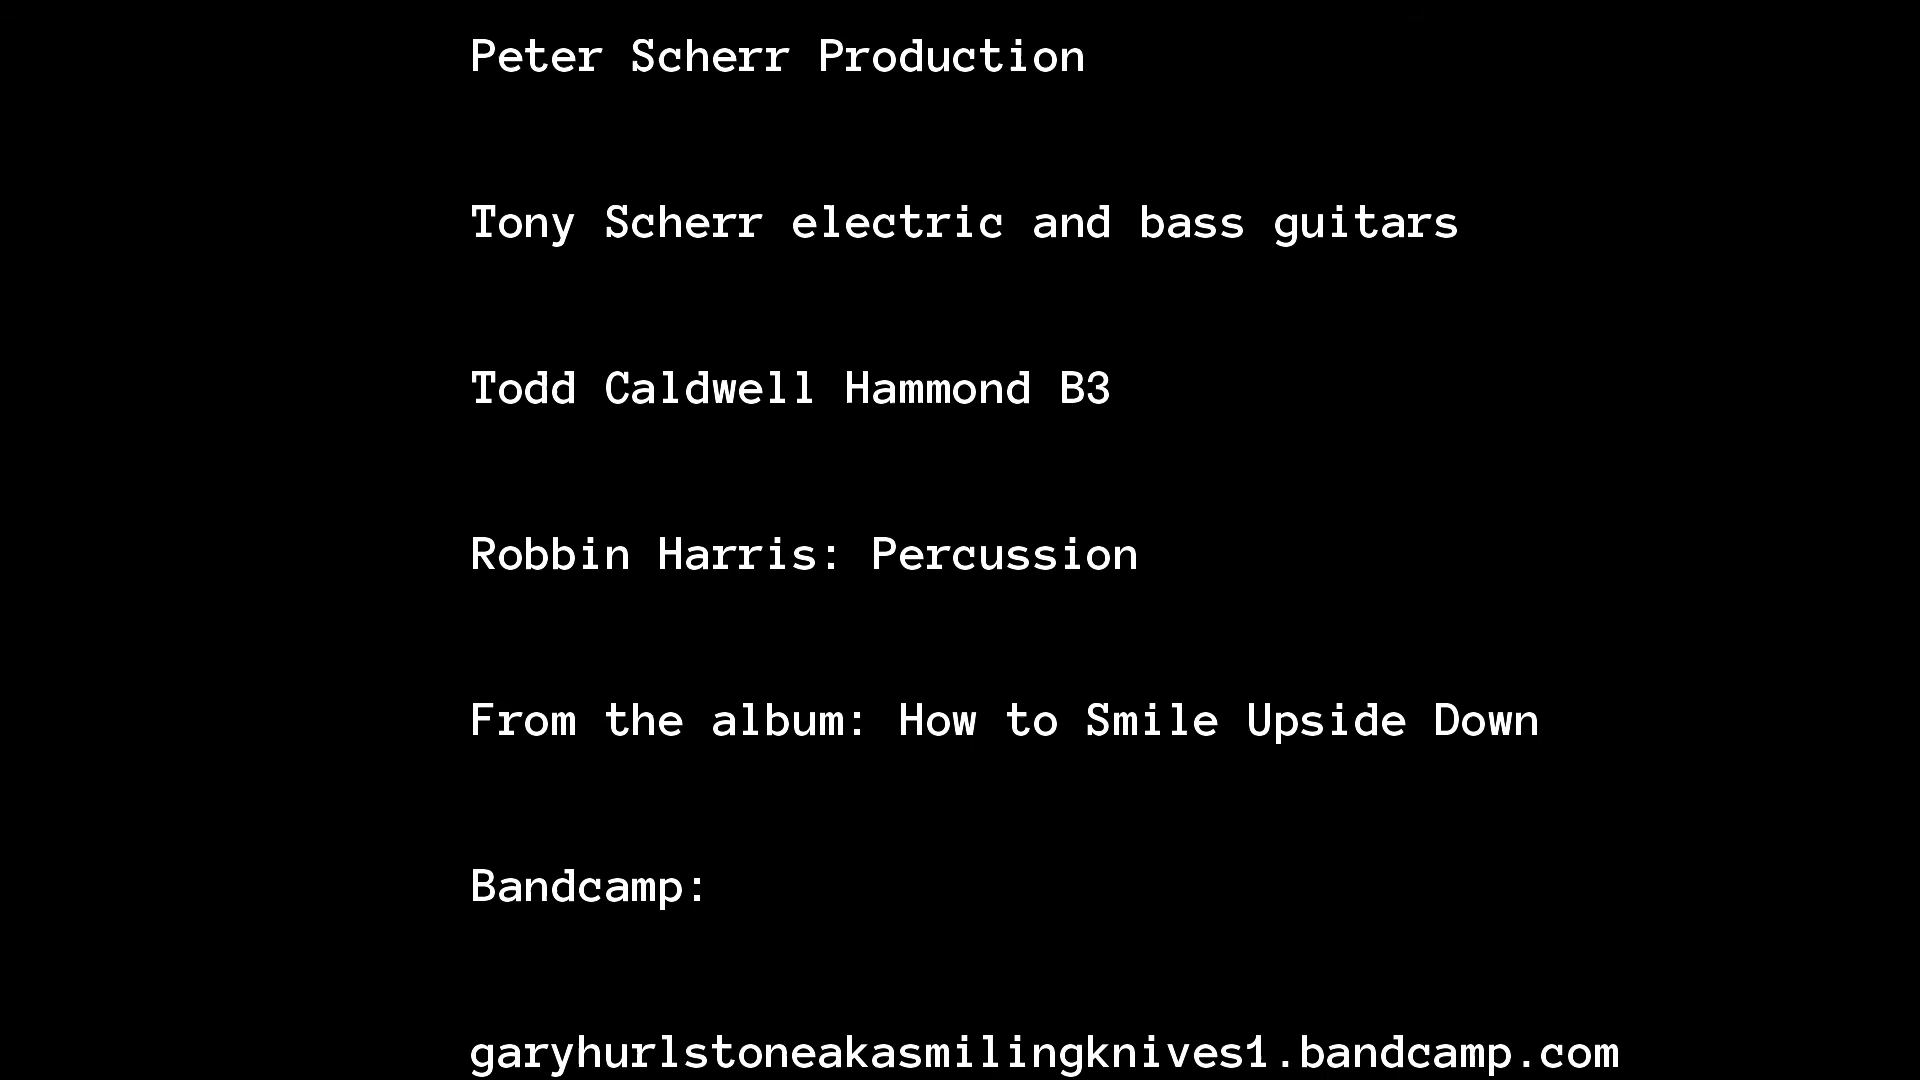 Peter Scherr Production
Tony Scherr electric and bass guitars
Todd Caldwell Hammond B3
Robbin Harris: Percussion
From the album: How to Smile Upside Down
Bandcamp:
garyhurlstoneakasmilingknives1.bandcamp.com